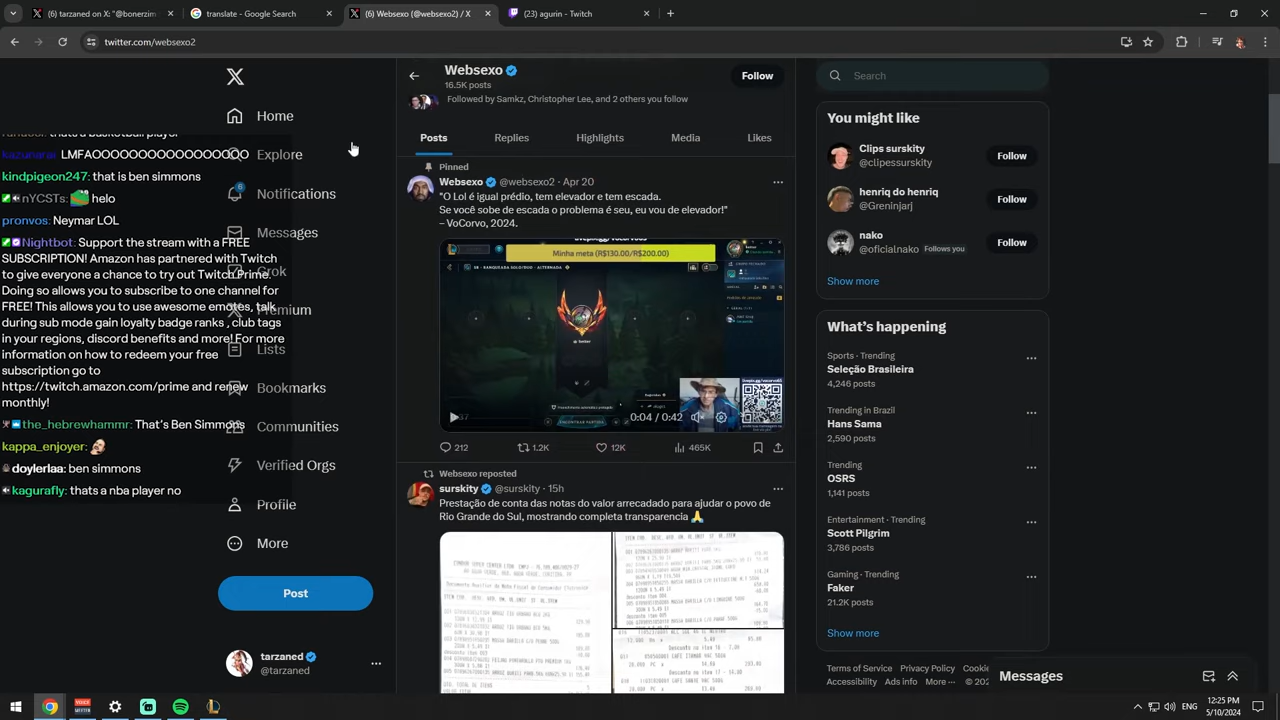 (6) tarzaned on X: "@bonerzim
translate - Google Search
(6) Websexo (@websexo2) / X
(23) agurin - Twitch
twitter.com/websexo2
Home
Explore
Notifications
6
Messages
Grok
Premium
Lists
Bookmarks
Communities
Verified Orgs
Profile
More
Post
Tarzaned
thats a basketball player
kazunarai: LMFAOOOOOOOOOOOOOOOOO
kindpigeon247: that is ben simmons
nYCSTs: helo
pronvos: Neymar LOL
Nightbot: Support the stream with a FREE
SUBSCRIPTION! Amazon has partnered with Twitch
to give everyone a chance to try out Twitch Prime.
Doing allows you to subscribe to one channel for
FREE! This allows you to use awesome emotes, talk
during sub mode gain loyalty badge ranks, club tags
in your regions, discord benefits and more! For more
information on how to redeem your free
subscription go to
https://twitch.amazon.com/prime and renew
monthly!
the_hebrewhammr: That's Ben Simmons
kappa_enjoyer:
doylerlaa: ben simmons
kagurafly: thats a nba player no
Websexo
16.5K posts
Follow
Followed by Samkz, Christopher Lee, and 2 others you follow
Posts
Replies
Highlights
Media
Likes
Pinned
Websexo @websexo2 · Apr 20
"O Lol é igual prédio, tem elevador e tem escada.
Se você sobe de escada o problema é seu, eu vou de elevador!"
– VoCorvo, 2024.
Minha meta (R$130.00/R$200.00)
0:04 / 0:42
212
1.2K
12K
465K
Websexo reposted
surskity @sursklty · 15h
Prestação de conta das notas do valor arrecadado para ajudar o povo de
Rio Grande do Sul, mostrando completa transparencia 🙏
Search
You might like
Clips surskity
@clipessurskity
Follow
henriq do henriq
@Greninjarj
Follow
nako
@oficialnako Follows you
Follow
Show more
What's happening
Sports · Trending
Seleção Brasileira
4,246 posts
Trending in Brazil
Hans Sama
2,590 posts
Trending
OSRS
1,141 posts
Entertainment · Trending
Scott Pilgrim
3,786 posts
Gaming · Trending
Faker
21.2K posts
Show more
Terms of Service Privacy Policy Cookie
Accessibility Ads info More ··· © 202
Messages
ENG
12:25 PM
5/10/2024